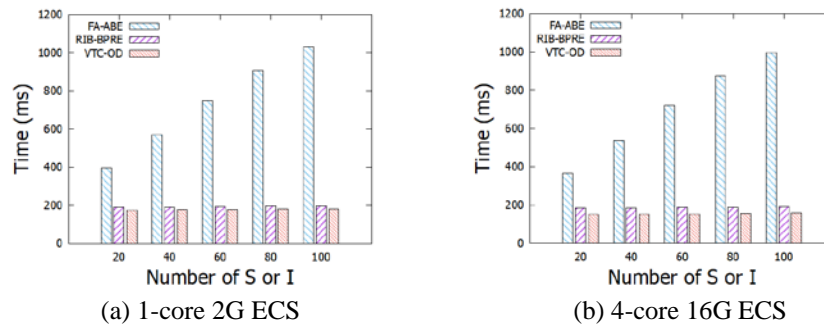 1200
1000
800
600
400
200
0
Time (ms)
FA-ABE
RIB-BPRE
VTC-OD
20 40 60 80 100
Number of S or I
(a) 1-core 2G ECS
1200
1000
800
600
400
200
0
Time (ms)
FA-ABE
RIB-BPRE
VTC-OD
20 40 60 80 100
Number of S or I
(b) 4-core 16G ECS